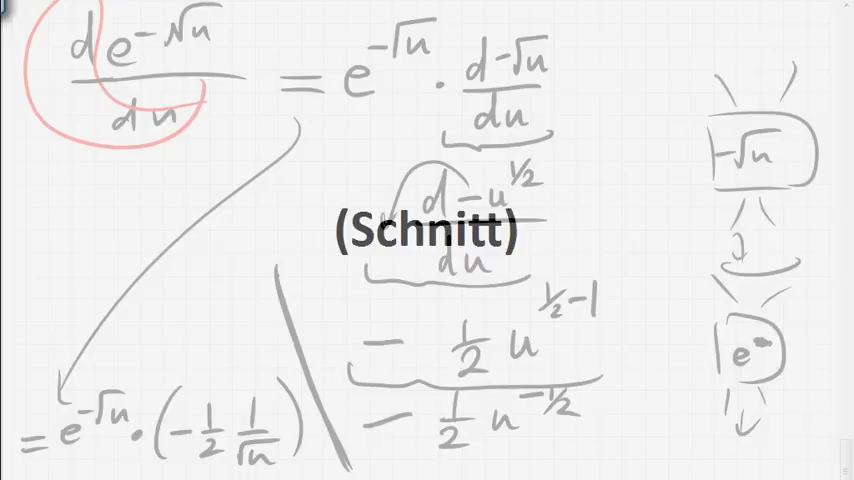 de^{-√u} / du = e^{-√u} · d-√u / du
-√u
d-u^{1/2} / du
(Schnitt)
- 1/2 u^{1/2-1}
e
= e^{-√u} · (- 1/2 1/√u)
- 1/2 u^{-1/2}